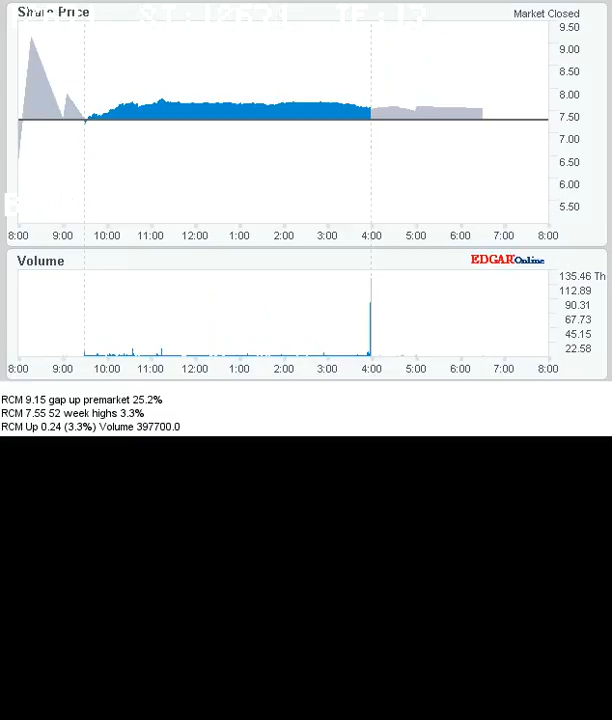 Share Price
Market Closed
ST:12621 TF:13
9.50
9.00
8.50
8.00
7.50
7.00
6.50
6.00
5.50
8:00 9:00 10:00 11:00 12:00 1:00 2:00 3:00 4:00 5:00 6:00 7:00 8:00
Volume
EDGAROnline
135.46 Th
112.89
90.31
67.73
45.15
22.58
8:00 9:00 10:00 11:00 12:00 1:00 2:00 3:00 4:00 5:00 6:00 7:00 8:00
RCM 9.15 gap up premarket 25.2%
RCM 7.55 52 week highs 3.3%
RCM Up 0.24 (3.3%) Volume 397700.0